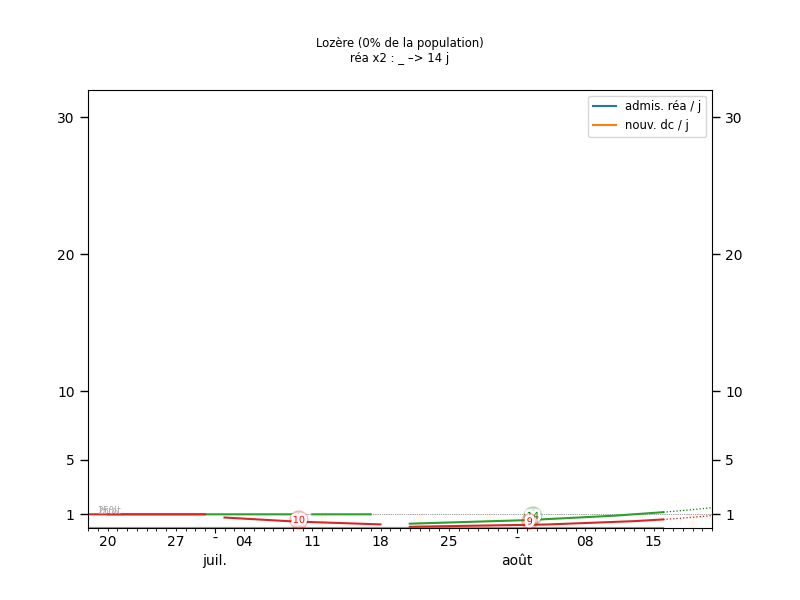 Lozère (0% de la population)
réa x2 : _ –> 14 j
admis. réa / j
nouv. dc / j
30 30
20 20
10 10
5 5
1 1
10
9
20 27 - 04 11 18 25 - 08 15
juil. août